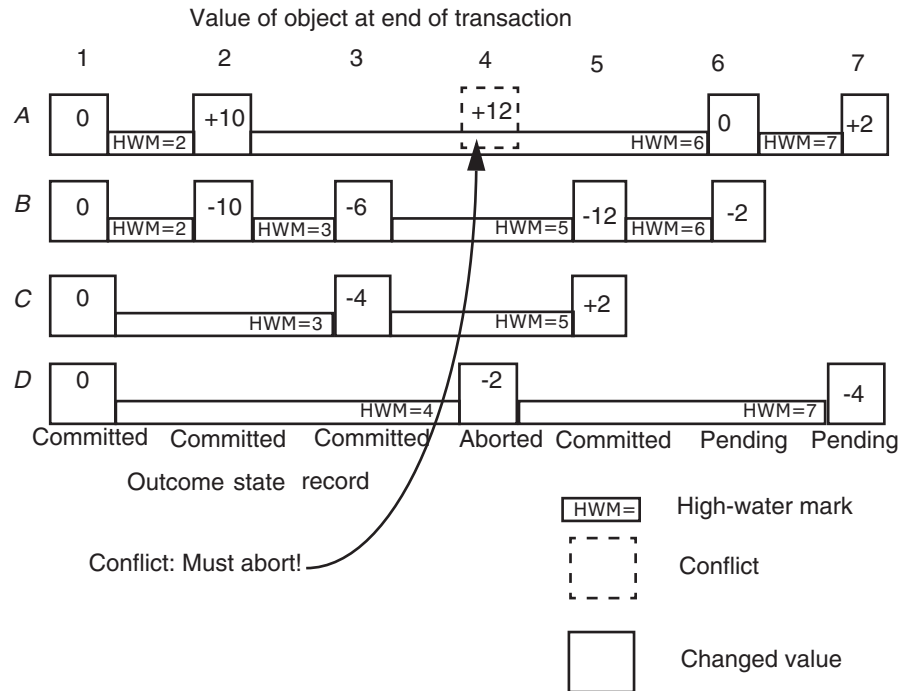 Value of object at end of transaction
1 2 3 4 5 6 7
A 0 HWM=2 +10 +12 HWM=6 0 HWM=7 +2
B 0 HWM=2 -10 HWM=3 -6 HWM=5 -12 HWM=6 -2
C 0 HWM=3 -4 HWM=5 +2
D 0 HWM=4 -2 HWM=7 -4
Committed Committed Committed Aborted Committed Pending Pending
Outcome state record
Conflict: Must abort!
HWM= High-water mark
Conflict
Changed value